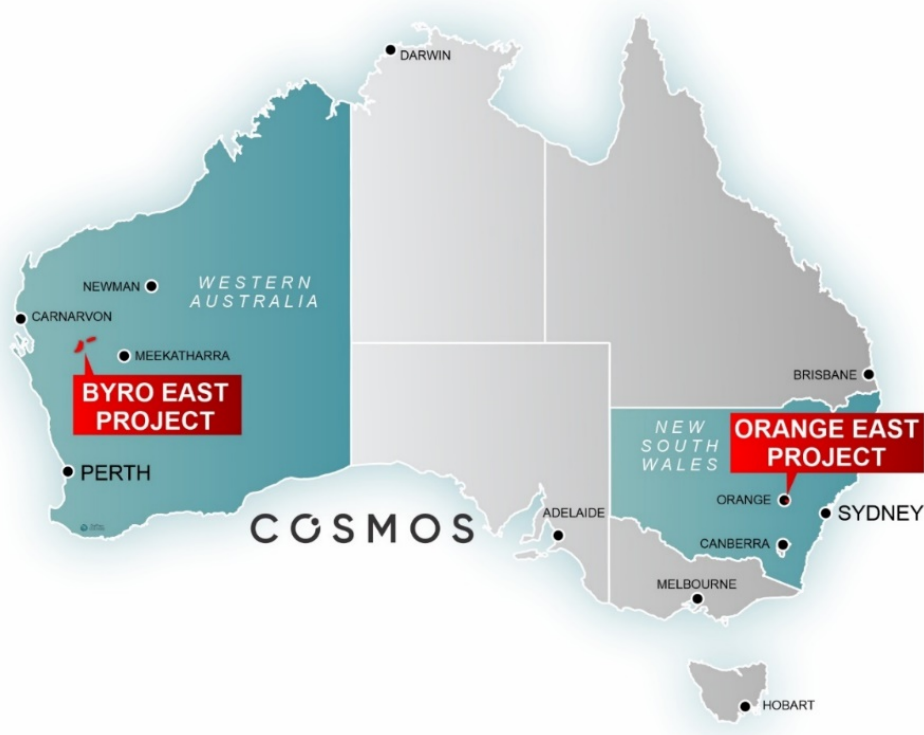 DARWIN
NEWMAN
WESTERN
AUSTRALIA
CARNARVON
MEEKATHARRA
BYRO EAST
PROJECT
BRISBANE
NEW
SOUTH
WALES
ORANGE EAST
PROJECT
PERTH
ORANGE
SYDNEY
COSMOS
ADELAIDE
CANBERRA
MELBOURNE
HOBART